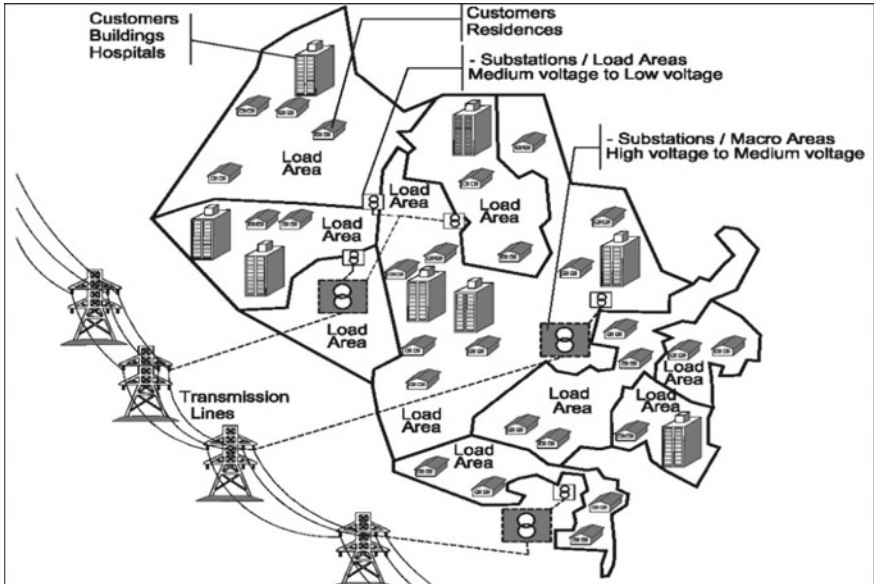 Customers
Buildings
Hospitals
Customers
Residences
- Substations / Load Areas
Medium voltage to Low voltage
- Substations / Macro Areas
High voltage to Medium voltage
Load
Area
Load
Area
Load
Area
Load
Area
Load
Area
Transmission
Lines
Load
Area
Load
Area
Load
Area
Load
Area
Load
Area